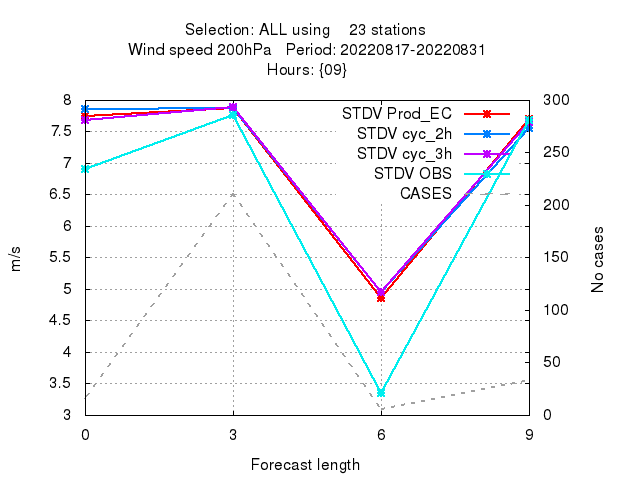 Selection: ALL using 23 stations
Wind speed 200hPa Period: 20220817-20220831
Hours: {09}
STDV Prod_EC
STDV cyc_2h
STDV cyc_3h
STDV OBS
CASES
8
7.5
7
6.5
6
5.5
5
4.5
4
3.5
3
m/s
300
250
200
150
100
50
0
No cases
0 3 6 9
Forecast length